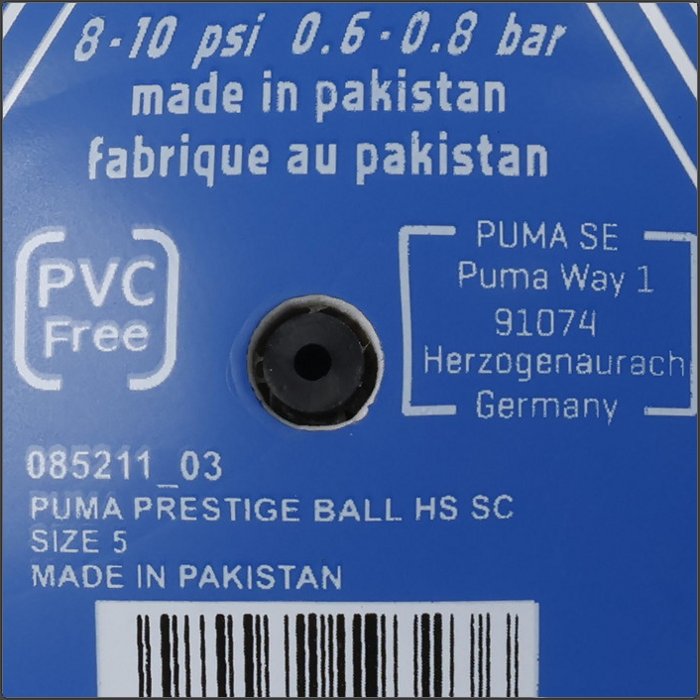 8-10 psi 0.6-0.8 bar
made in pakistan
fabrique au pakistan
PVC
Free
PUMA SE
Puma Way 1
91074
Herzogenaurach
Germany
085211_03
PUMA PRESTIGE BALL HS SC
SIZE 5
MADE IN PAKISTAN